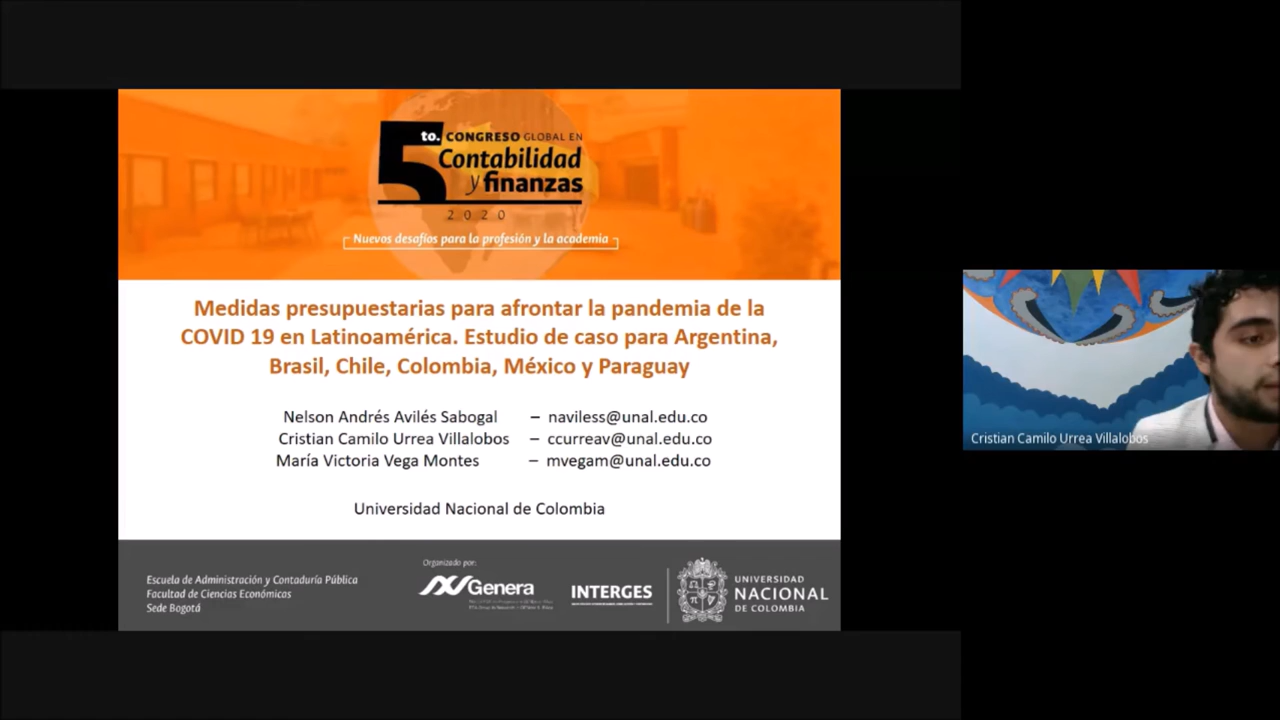 5to. CONGRESO GLOBAL EN
Contabilidad
y finanzas
2020
Nuevos desafíos para la profesión y la academia
Medidas presupuestarias para afrontar la pandemia de la
COVID 19 en Latinoamérica. Estudio de caso para Argentina,
Brasil, Chile, Colombia, México y Paraguay
Nelson Andrés Avilés Sabogal – naviless@unal.edu.co
Cristian Camilo Urrea Villalobos – ccurreav@unal.edu.co
María Victoria Vega Montes – mvegam@unal.edu.co
Universidad Nacional de Colombia
Escuela de Administración y Contaduría Pública
Facultad de Ciencias Económicas
Sede Bogotá
Organizado por:
Genera
INTERGES
UNIVERSIDAD
NACIONAL
DE COLOMBIA
Cristian Camilo Urrea Villalobos